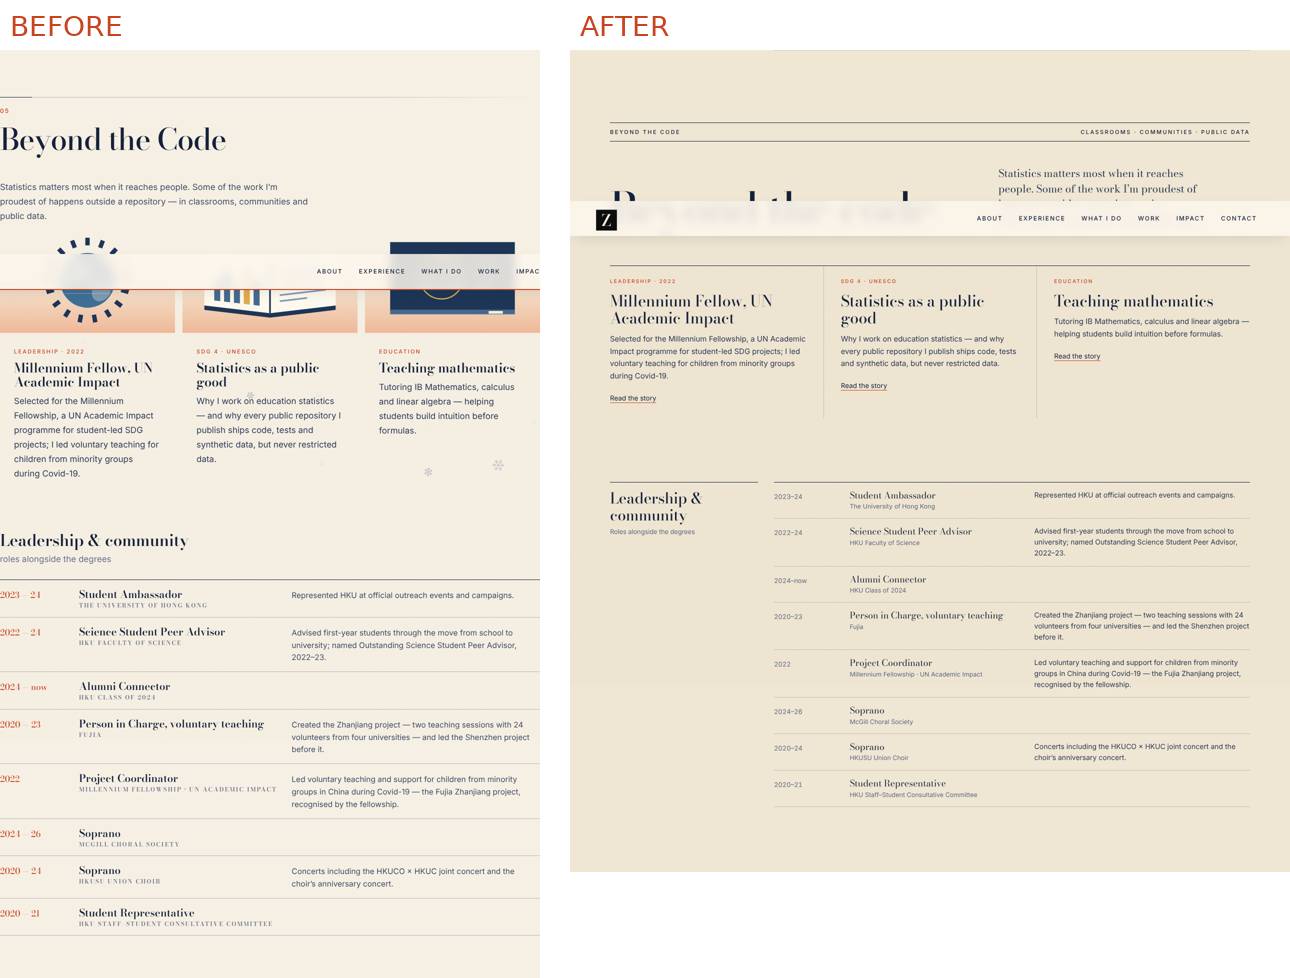 BEFORE
05
Beyond the Code
Statistics matters most when it reaches people. Some of the work I'm
proudest of happens outside a repository — in classrooms, communities and
public data.
ABOUT EXPERIENCE WHAT I DO WORK IMPAC
LEADERSHIP · 2022
Millennium Fellow, UN
Academic Impact
Selected for the Millennium
Fellowship, a UN Academic Impact
programme for student-led SDG
projects; I led voluntary teaching for
children from minority groups
during Covid-19.
SDG 4 · UNESCO
Statistics as a public
good
Why I work on education statistics
— and why every public repository I
publish ships code, tests and
synthetic data, but never restricted
data.
EDUCATION
Teaching mathematics
Tutoring IB Mathematics, calculus
and linear algebra — helping
students build intuition before
formulas.
Leadership & community
roles alongside the degrees
2023 – 24 Student Ambassador Represented HKU at official outreach events and campaigns.
THE UNIVERSITY OF HONG KONG
2022 – 24 Science Student Peer Advisor Advised first-year students through the move from school to
HKU FACULTY OF SCIENCE university; named Outstanding Science Student Peer Advisor,
2022–23.
2024 – now Alumni Connector
HKU CLASS OF 2024
2020 – 23 Person in Charge, voluntary teaching Created the Zhanjiang project — two teaching sessions with 24
FUJIA volunteers from four universities — and led the Shenzhen project
before it.
2022 Project Coordinator Led voluntary teaching and support for children from minority
MILLENNIUM FELLOWSHIP · UN ACADEMIC IMPACT groups in China during Covid-19 — the Fujia Zhanjiang project,
recognised by the fellowship.
2024 – 26 Soprano
MCGILL CHORAL SOCIETY
2020 – 24 Soprano Concerts including the HKUCO × HKUC joint concert and the
HKUSU UNION CHOIR choir's anniversary concert.
2020 – 21 Student Representative
HKU STAFF–STUDENT CONSULTATIVE COMMITTEE
AFTER
BEYOND THE CODE CLASSROOMS · COMMUNITIES · PUBLIC DATA
Statistics matters most when it reaches
people. Some of the work I'm proudest of
Beyond the code.
Z ABOUT EXPERIENCE WHAT I DO WORK IMPACT CONTACT
LEADERSHIP · 2022
Millennium Fellow, UN
Academic Impact
Selected for the Millennium Fellowship, a UN Academic
Impact programme for student-led SDG projects; I led
voluntary teaching for children from minority groups
during Covid-19.
Read the story
SDG 4 · UNESCO
Statistics as a public
good
Why I work on education statistics — and why
every public repository I publish ships code, tests
and synthetic data, but never restricted data.
Read the story
EDUCATION
Teaching mathematics
Tutoring IB Mathematics, calculus and linear algebra —
helping students build intuition before formulas.
Read the story
Leadership &
community
Roles alongside the degrees
2023–24 Student Ambassador Represented HKU at official outreach events and campaigns.
The University of Hong Kong
2022–24 Science Student Peer Advisor Advised first-year students through the move from school to
HKU Faculty of Science university; named Outstanding Science Student Peer Advisor,
2022–23.
2024–now Alumni Connector
HKU Class of 2024
2020–23 Person in Charge, voluntary teaching Created the Zhanjiang project — two teaching sessions with 24
Fujia volunteers from four universities — and led the Shenzhen project
before it.
2022 Project Coordinator Led voluntary teaching and support for children from minority
Millennium Fellowship · UN Academic Impact groups in China during Covid-19 — the Fujia Zhanjiang project,
recognised by the fellowship.
2024–26 Soprano
McGill Choral Society
2020–24 Soprano Concerts including the HKUCO × HKUC joint concert and the
HKUSU Union Choir choir's anniversary concert.
2020–21 Student Representative
HKU Staff–Student Consultative Committee